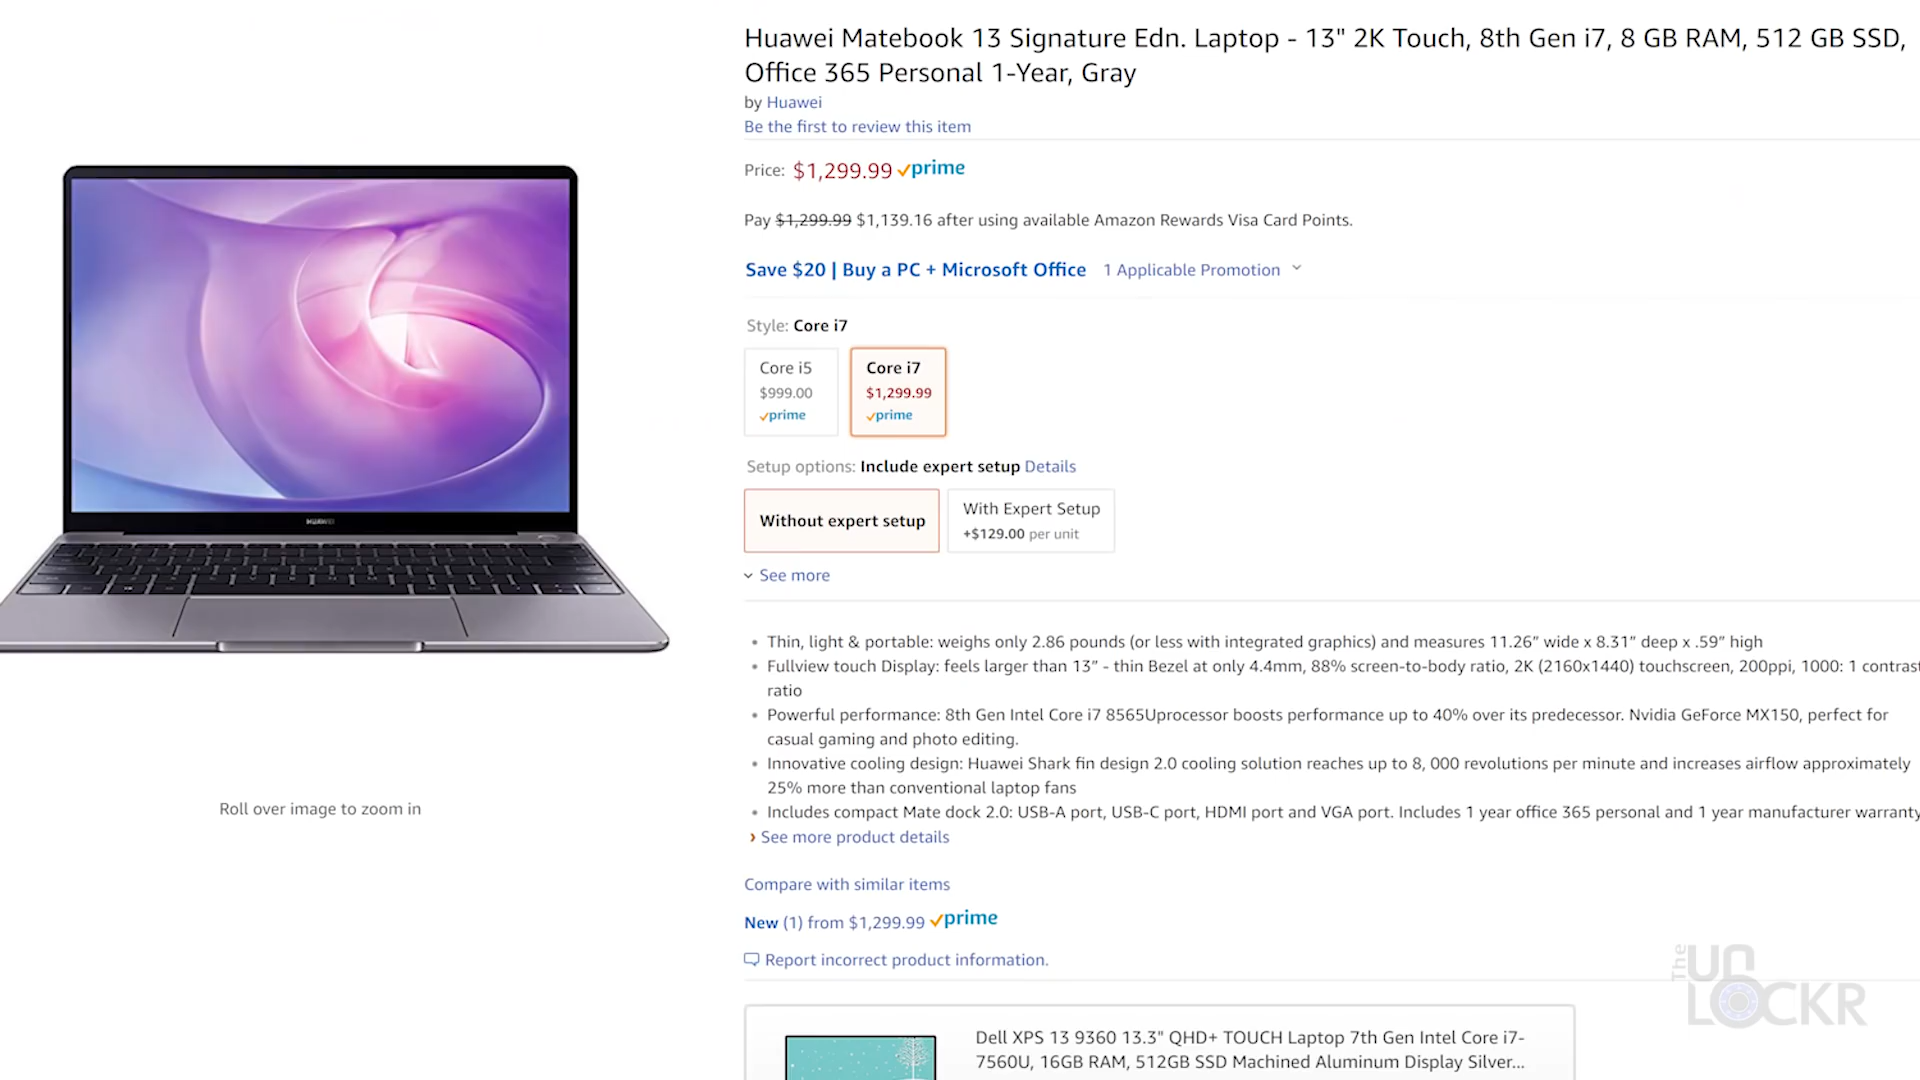 Huawei Matebook 13 Signature Edn. Laptop - 13" 2K Touch, 8th Gen i7, 8 GB RAM, 512 GB SSD,
Office 365 Personal 1-Year, Gray
by Huawei
Be the first to review this item
Price: $1,299.99 prime
Pay $1,299.99 $1,139.16 after using available Amazon Rewards Visa Card Points.
Save $20 | Buy a PC + Microsoft Office 1 Applicable Promotion
Style: Core i7
Core i5
$999.00
prime
Core i7
$1,299.99
prime
Setup options: Include expert setup Details
Without expert setup
With Expert Setup
+$129.00 per unit
See more
HUAWEI
Roll over image to zoom in
• Thin, light & portable: weighs only 2.86 pounds (or less with integrated graphics) and measures 11.26” wide x 8.31” deep x .59” high
• Fullview touch Display: feels larger than 13” - thin Bezel at only 4.4mm, 88% screen-to-body ratio, 2K (2160x1440) touchscreen, 200ppi, 1000: 1 contrast
ratio
• Powerful performance: 8th Gen Intel Core i7 8565Uprocessor boosts performance up to 40% over its predecessor. Nvidia GeForce MX150, perfect for
casual gaming and photo editing.
• Innovative cooling design: Huawei Shark fin design 2.0 cooling solution reaches up to 8, 000 revolutions per minute and increases airflow approximately
25% more than conventional laptop fans
• Includes compact Mate dock 2.0: USB-A port, USB-C port, HDMI port and VGA port. Includes 1 year office 365 personal and 1 year manufacturer warranty
› See more product details
Compare with similar items
New (1) from $1,299.99 prime
Report incorrect product information.
Dell XPS 13 9360 13.3" QHD+ TOUCH Laptop 7th Gen Intel Core i7-
7560U, 16GB RAM, 512GB SSD Machined Aluminum Display Silver...
The
UN
LOCKR